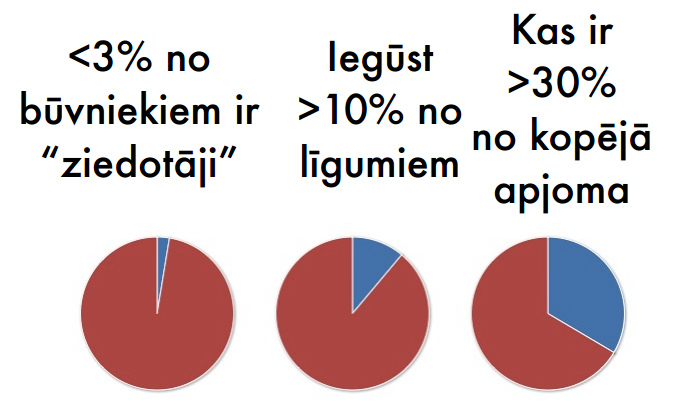 <3% no
būvniekiem ir
“ziedotāji”
Iegūst
>10% no
līgumiem
Kas ir
>30%
no kopējā
apjoma